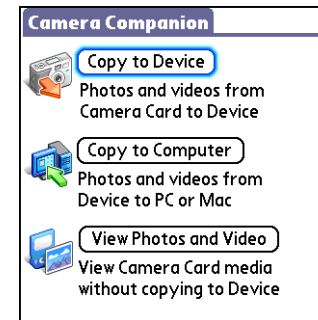 Camera Companion
Copy to Device
Photos and videos from
Camera Card to Device
Copy to Computer
Photos and videos from
Device to PC or Mac
View Photos and Video
View Camera Card media
without copying to Device